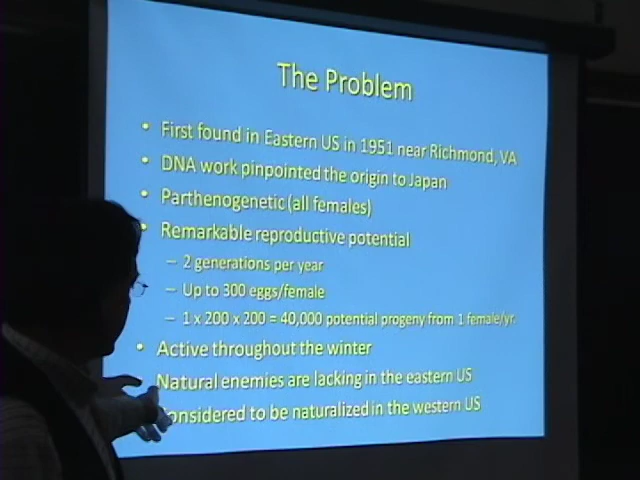 The Problem
• First found in Eastern US in 1951 near Richmond, VA
• DNA work pinpointed the origin to Japan
• Parthenogenetic (all females)
• Remarkable reproductive potential
– 2 generations per year
– Up to 300 eggs/female
– 1 x 200 x 200 = 40,000 potential progeny from 1 female/yr.
• Active throughout the winter
Natural enemies are lacking in the eastern US
onsidered to be naturalized in the western US